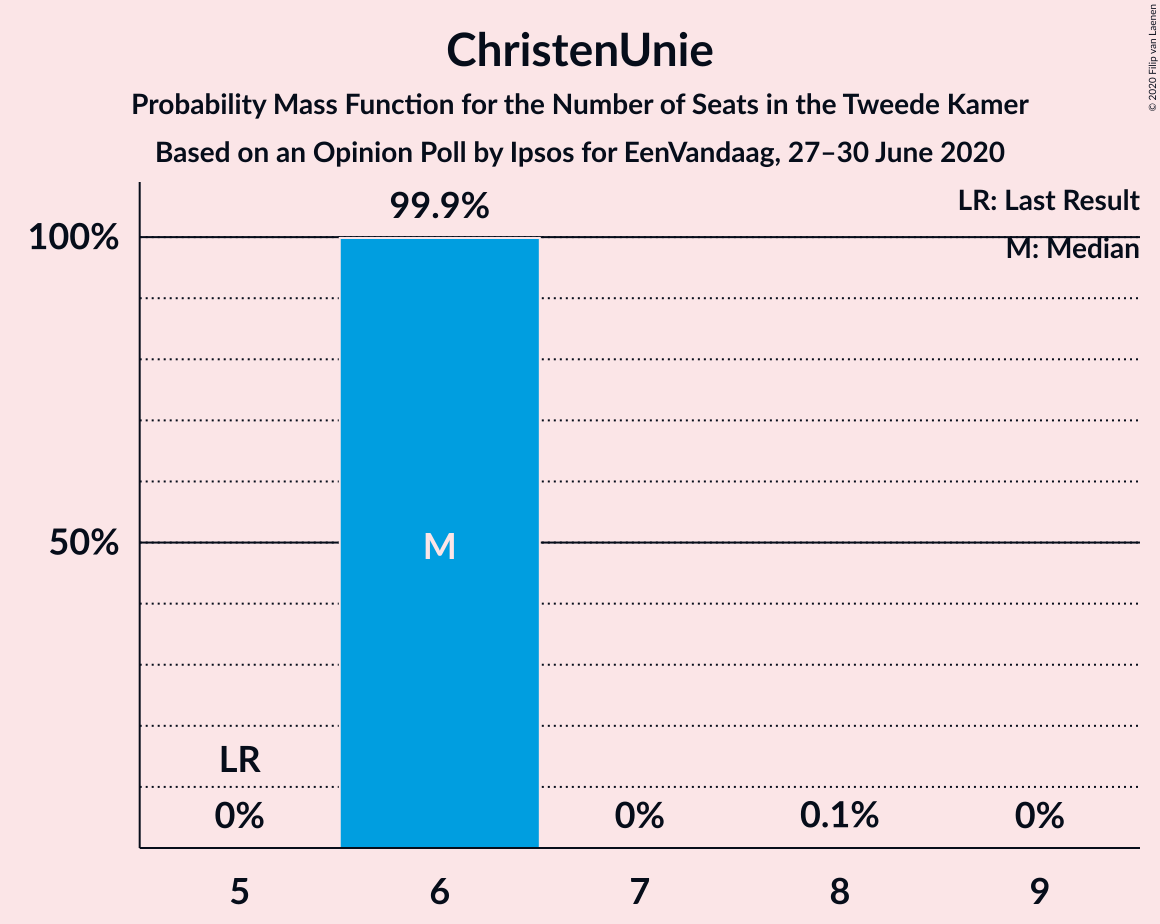 ChristenUnie
Probability Mass Function for the Number of Seats in the Tweede Kamer
Based on an Opinion Poll by Ipsos for EenVandaag, 27–30 June 2020
© 2020 Filip van Laenen
LR: Last Result
M: Median
99.9%
100%
50%
M
LR
0%
0%
0.1%
0%
5
6
7
8
9